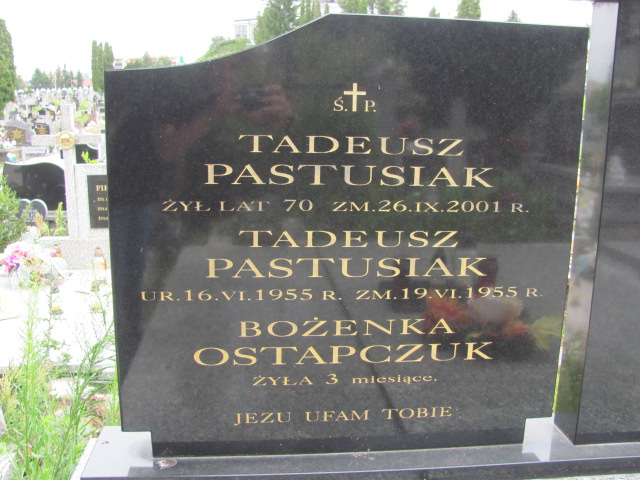 Ś. P.
TADEUSZ
PASTUSIAK
ŻYŁ LAT 70 ZM.26.IX.2001 R.
TADEUSZ
PASTUSIAK
UR.16.VI.1955 R. ZM.19.VI.1955 R.
BOŻENKA
OSTAPCZUK
ŻYŁA 3 miesiące.
JEZU UFAM TOBIE